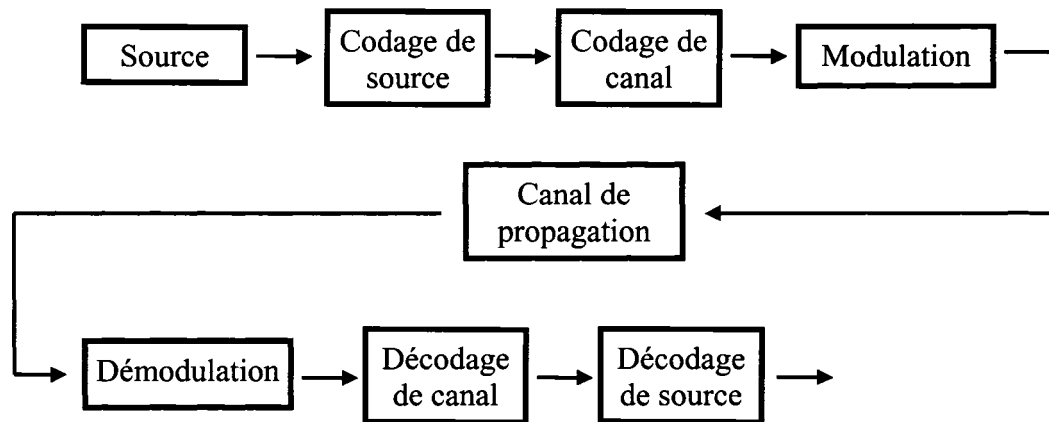 Source
Codage de
source
Codage de
canal
Modulation
Canal de
propagation
Démodulation
Décodage
de canal
Décodage
de source